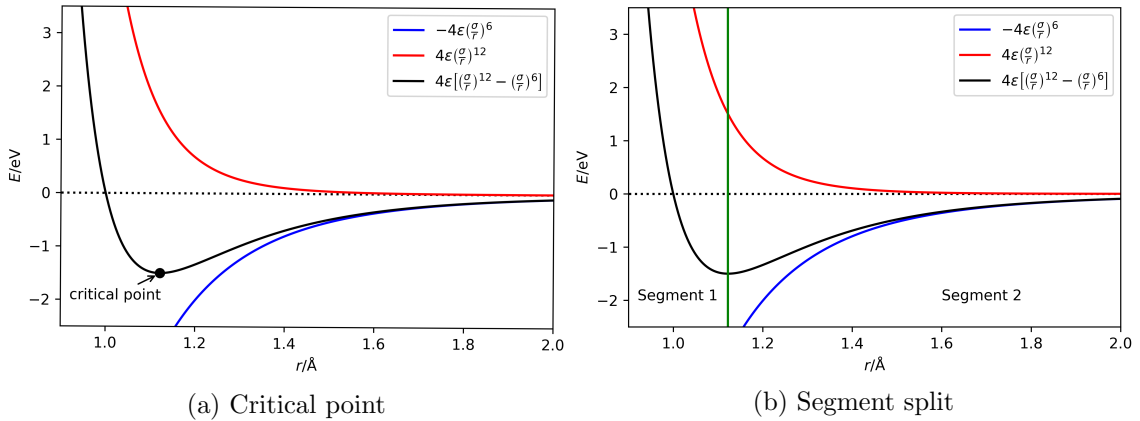 −4ε(σ/r)^6
4ε(σ/r)^12
4ε[(σ/r)^12 − (σ/r)^6]
3
2
1
0
−1
−2
E/eV
critical point
1.0 1.2 1.4 1.6 1.8 2.0
r/Å
(a) Critical point
−4ε(σ/r)^6
4ε(σ/r)^12
4ε[(σ/r)^12 − (σ/r)^6]
3
2
1
0
−1
−2
E/eV
Segment 1
Segment 2
1.0 1.2 1.4 1.6 1.8 2.0
r/Å
(b) Segment split